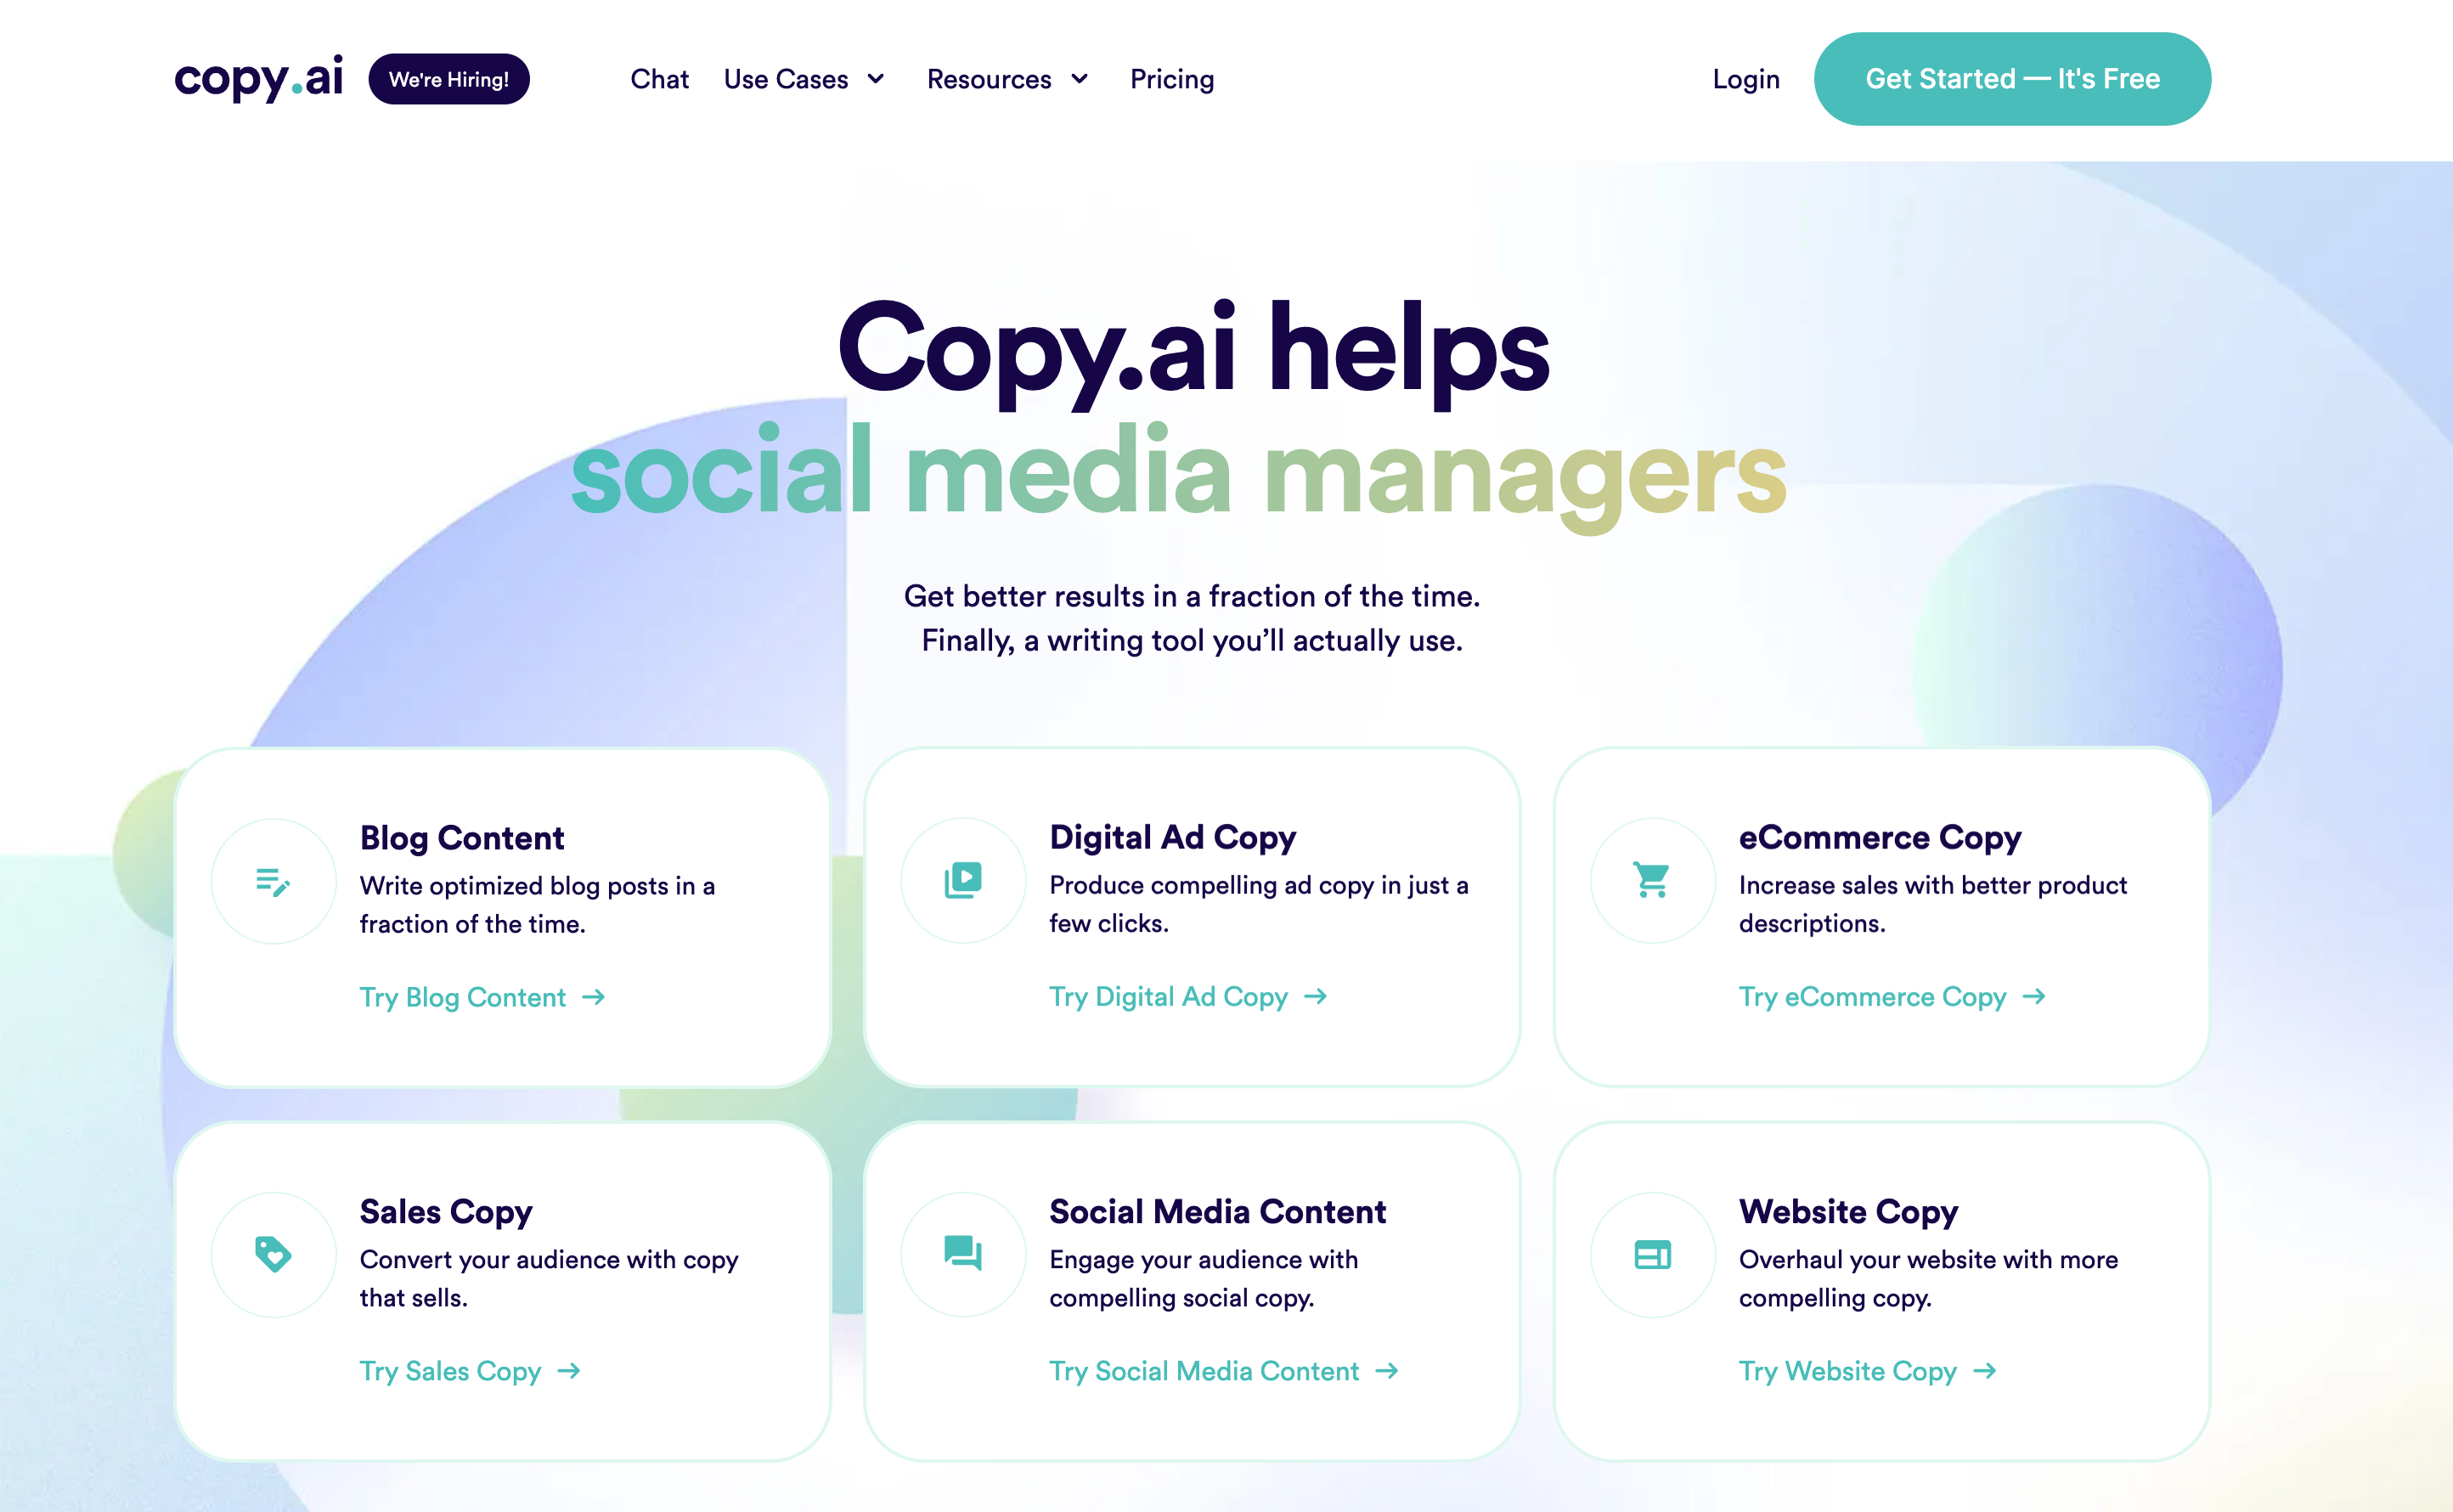 copy.ai We're Hiring! Chat Use Cases Resources Pricing Login Get Started — It's Free
Copy.ai helps
social media managers
Get better results in a fraction of the time.
Finally, a writing tool you’ll actually use.
Blog Content
Write optimized blog posts in a
fraction of the time.
Try Blog Content →
Digital Ad Copy
Produce compelling ad copy in just a
few clicks.
Try Digital Ad Copy →
eCommerce Copy
Increase sales with better product
descriptions.
Try eCommerce Copy →
Sales Copy
Convert your audience with copy
that sells.
Try Sales Copy →
Social Media Content
Engage your audience with
compelling social copy.
Try Social Media Content →
Website Copy
Overhaul your website with more
compelling copy.
Try Website Copy →